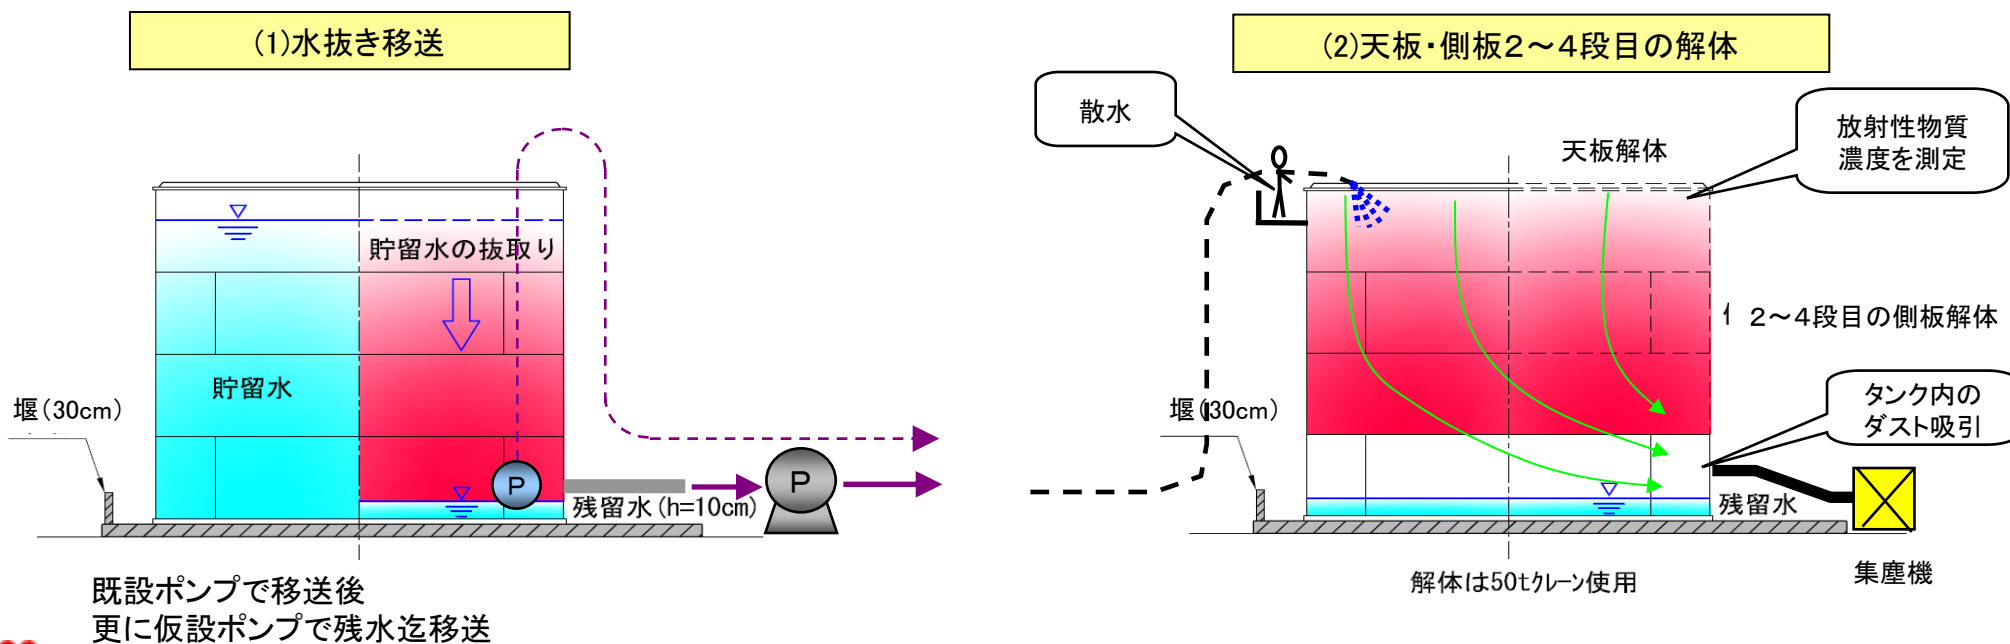 (1)水抜き移送
貯留水の抜取り
貯留水
堰(30cm)
P
P
残留水(h=10cm)
既設ポンプで移送後
更に仮設ポンプで残水迄移送
(2)天板・側板2～4段目の解体
散水
天板解体
放射性物質
濃度を測定
2～4段目の側板解体
堰(30cm)
タンク内の
ダスト吸引
残留水
集塵機
解体は50tクレーン使用